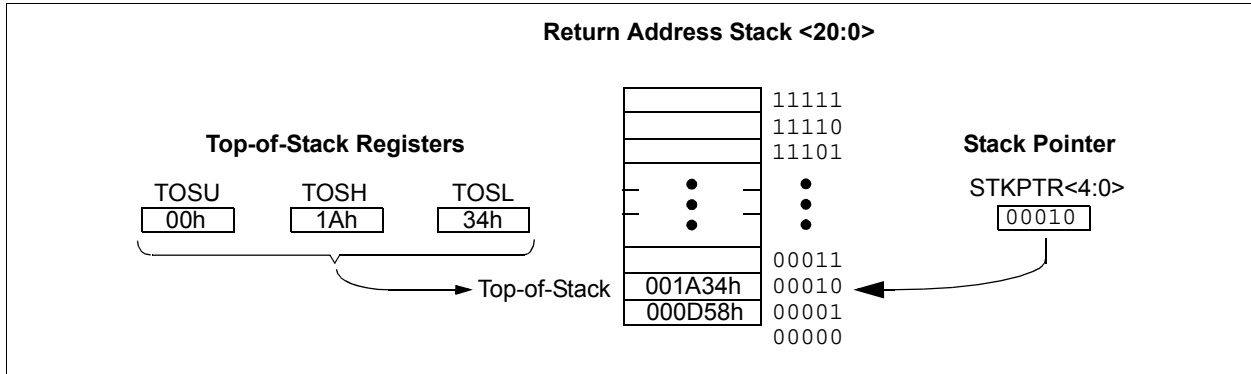 Return Address Stack <20:0>
11111
11110
Top-of-Stack Registers
11101
Stack Pointer
TOSU TOSH TOSL
STKPTR<4:0>
00h 1Ah 34h
00010
00011
Top-of-Stack 001A34h 00010
000D58h 00001
00000